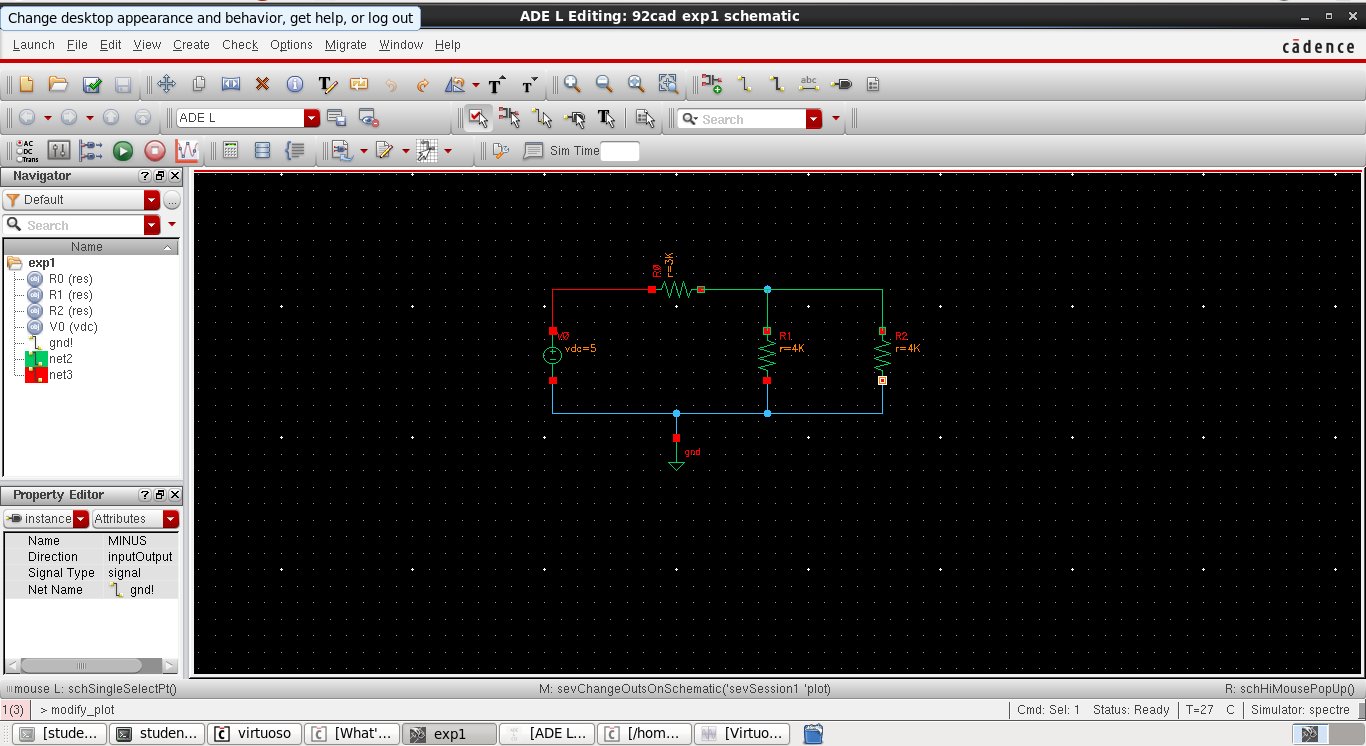 Change desktop appearance and behavior, get help, or log out
ADE L Editing: 92cad exp1 schematic
Launch File Edit View Create Check Options Migrate Window Help
cādence
abc
ADE L
Search
AC
DC
Trans
Sim Time
Navigator
Default
Search
Name
exp1
R0 (res)
R1 (res)
R2 (res)
V0 (vdc)
gnd!
net2
net3
R0
r=3K
V0
vdc=5
R1
r=4K
R2
r=4K
gnd
Property Editor
instance Attributes
Name MINUS
Direction inputOutput
Signal Type signal
Net Name gnd!
mouse L: schSingleSelectPt() M: sevChangeOutsOnSchematic('sevSession1 'plot) R: schHiMousePopUp()
1(3) > modify_plot Cmd: Sel: 1 Status: Ready T=27 C Simulator: spectre
[stude... studen... virtuoso [What'... exp1 [ADE L... [/hom... [Virtuo...